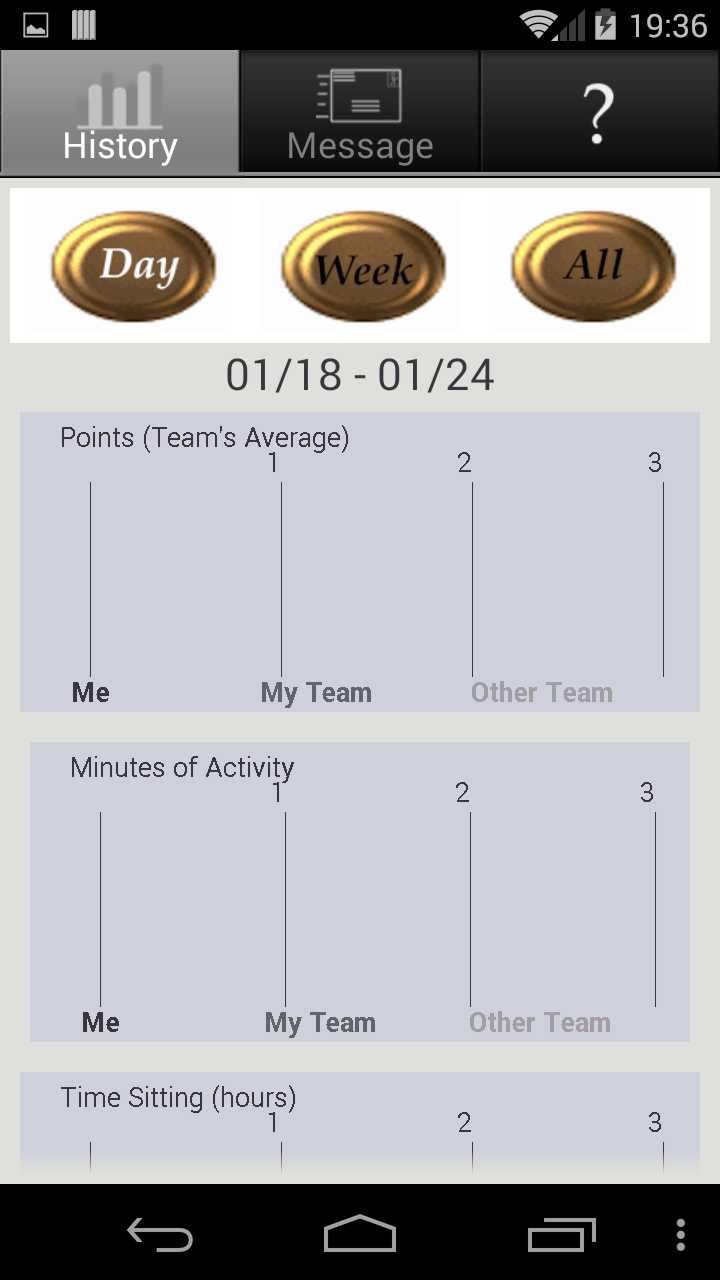 19:36
History
Message
?
Day
Week
All
01/18 - 01/24
Points (Team's Average)
1 2 3
Me My Team Other Team
Minutes of Activity
1 2 3
Me My Team Other Team
Time Sitting (hours)
1 2 3